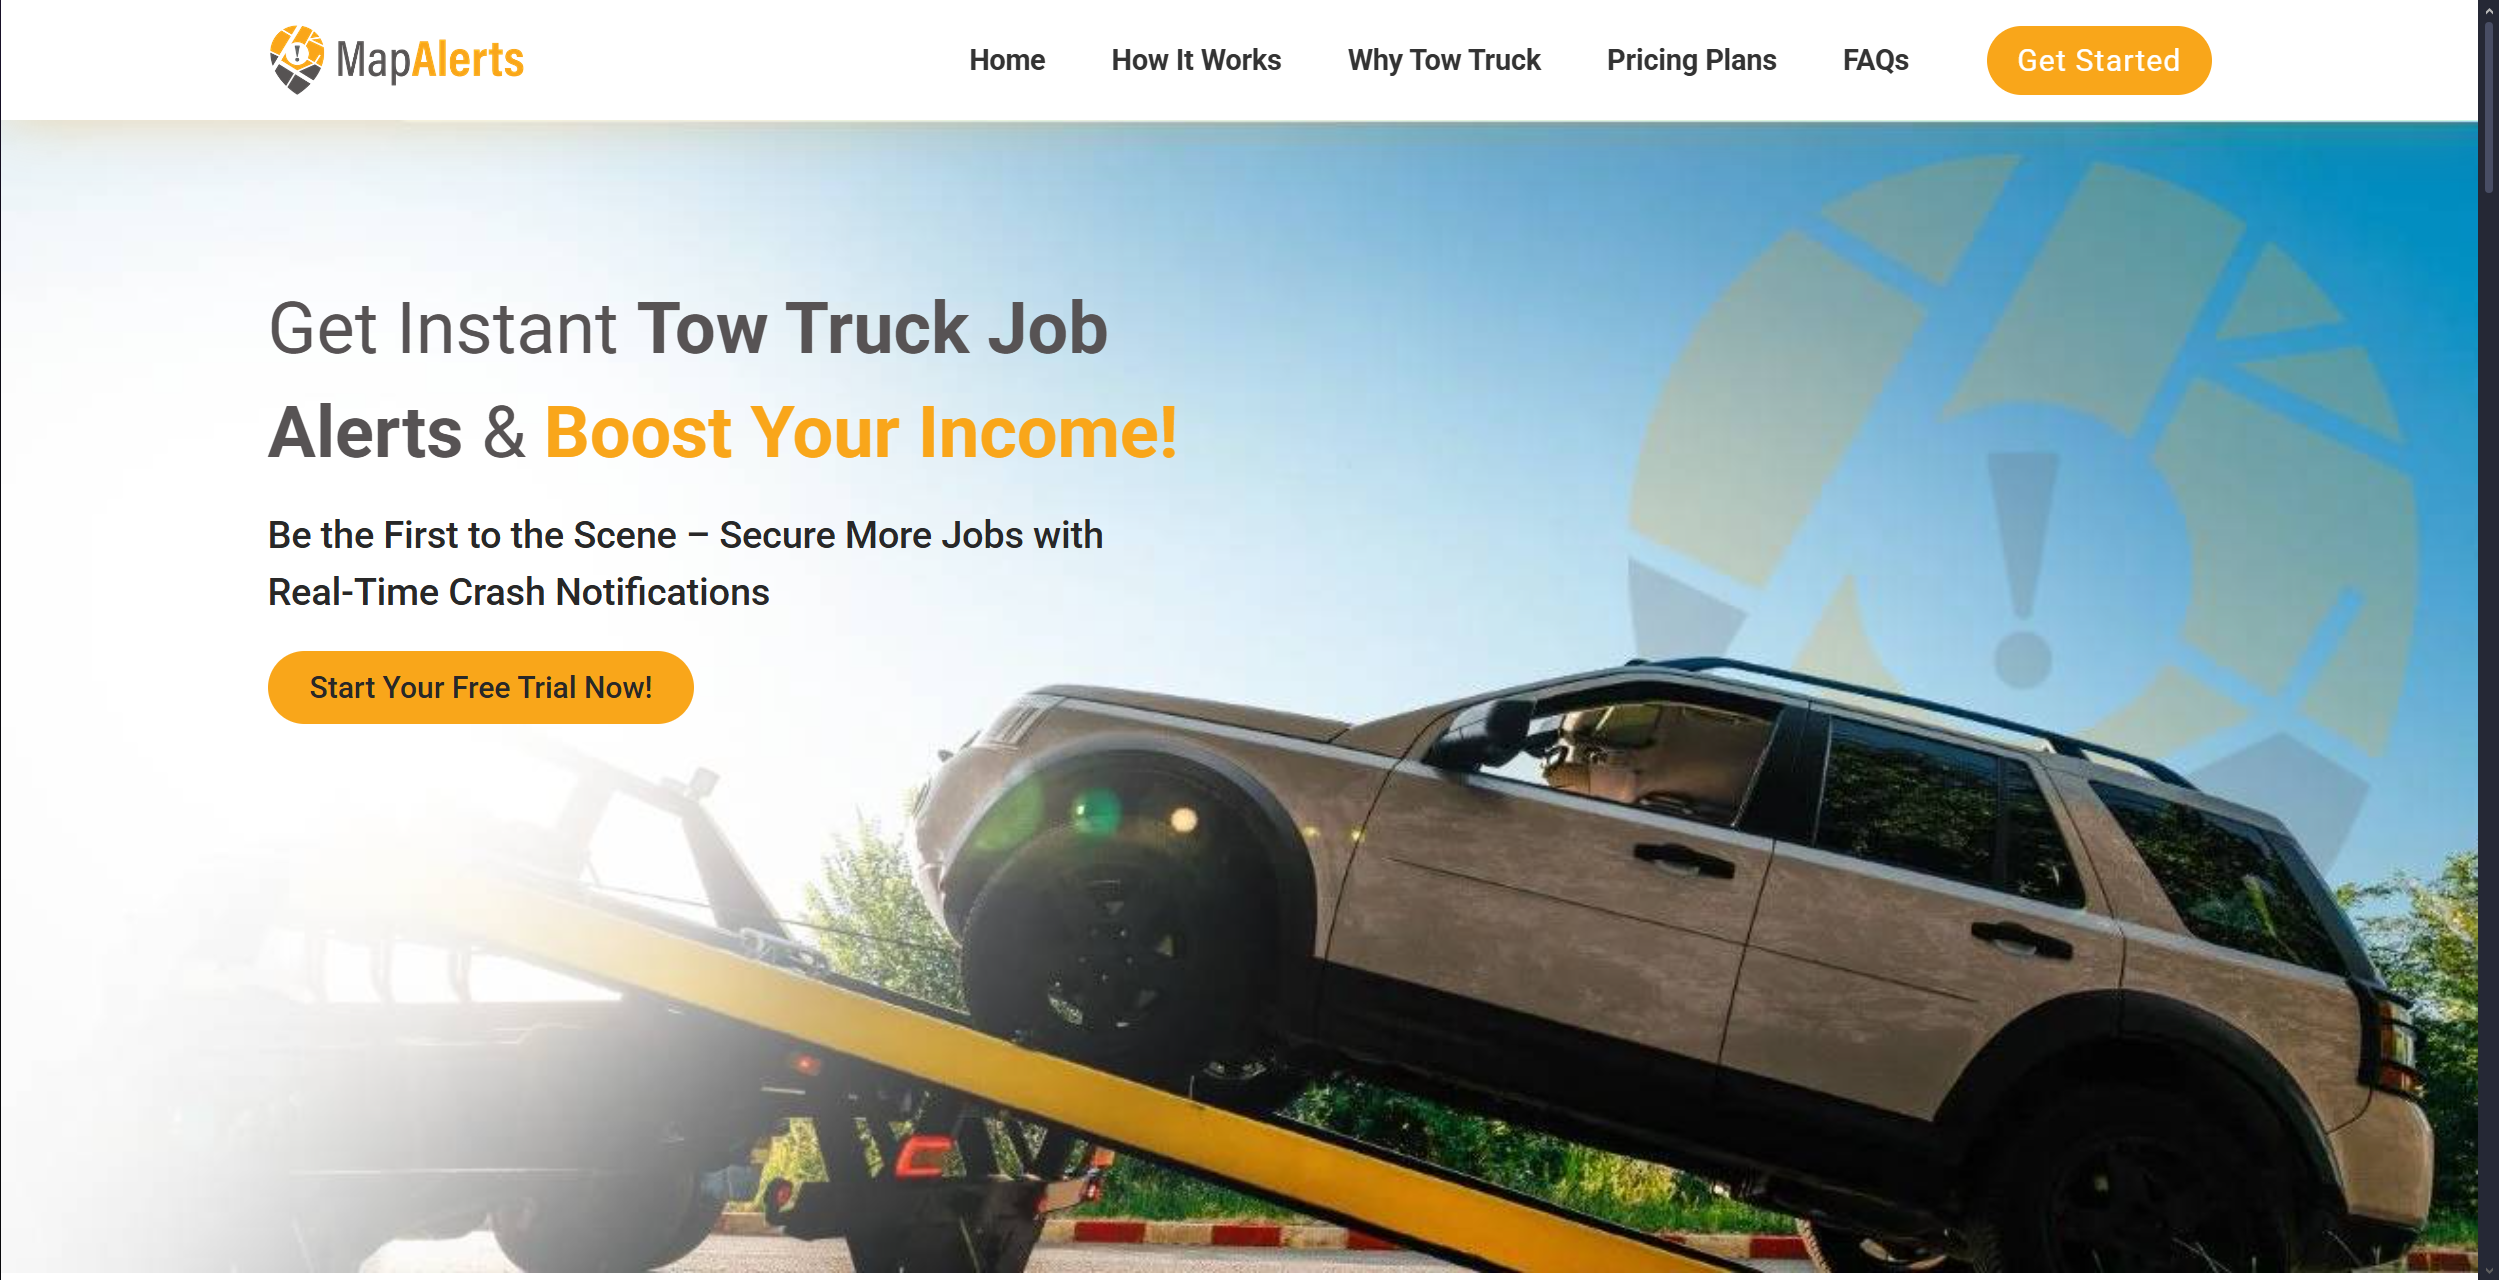 MapAlerts
Home How It Works Why Tow Truck Pricing Plans FAQs Get Started
Get Instant Tow Truck Job
Alerts & Boost Your Income!
Be the First to the Scene – Secure More Jobs with
Real-Time Crash Notifications
Start Your Free Trial Now!